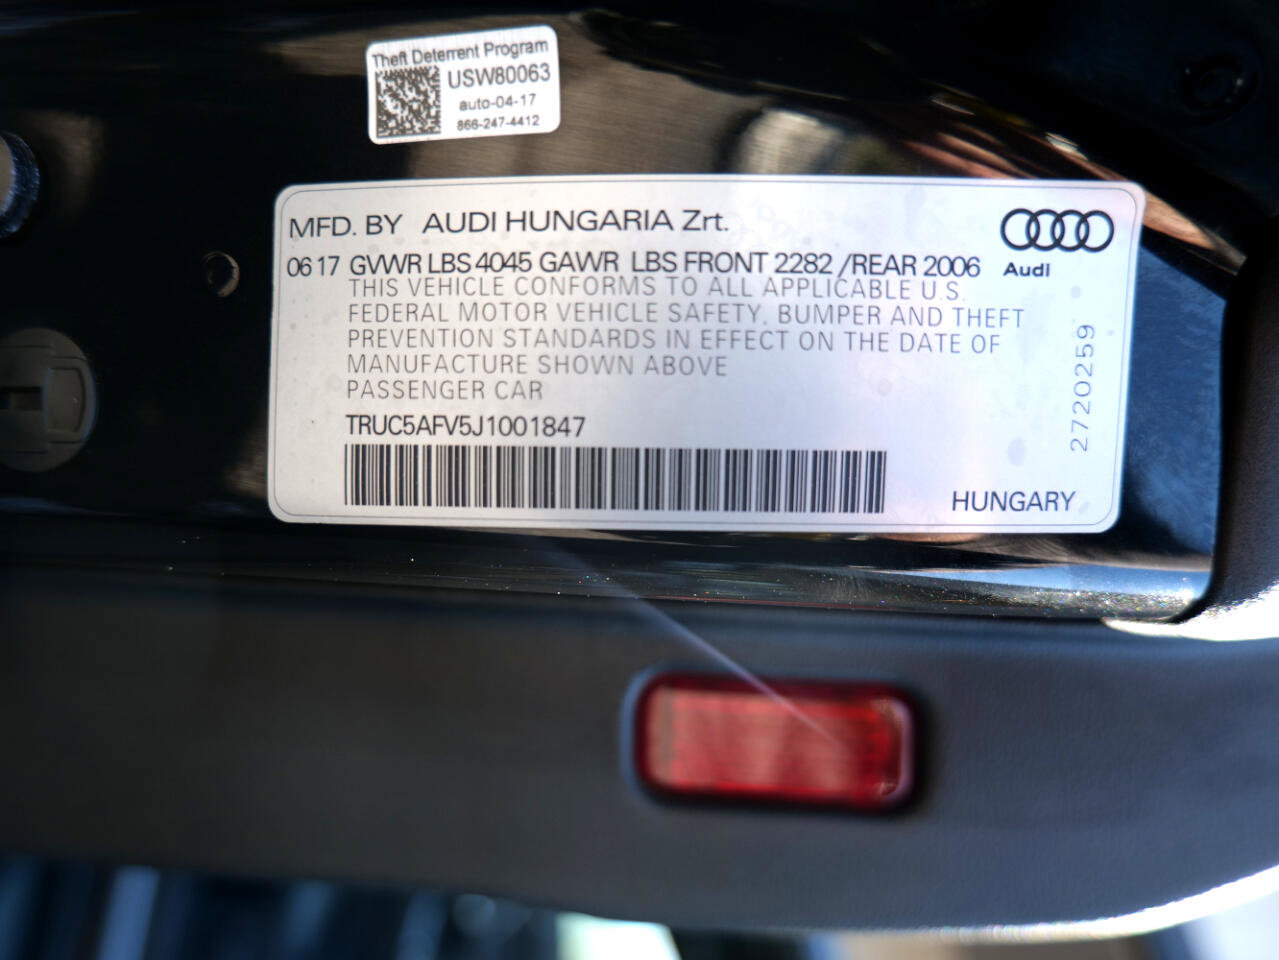 Theft Deterrent Program
USW80063
auto-04-17
866-247-4412
MFD. BY AUDI HUNGARIA Zrt.
Audi
06 17 GVWR LBS 4045 GAWR LBS FRONT 2282 /REAR 2006
THIS VEHICLE CONFORMS TO ALL APPLICABLE U.S.
FEDERAL MOTOR VEHICLE SAFETY, BUMPER AND THEFT
PREVENTION STANDARDS IN EFFECT ON THE DATE OF
MANUFACTURE SHOWN ABOVE
PASSENGER CAR
TRUC5AFV5J1001847
2720259
HUNGARY